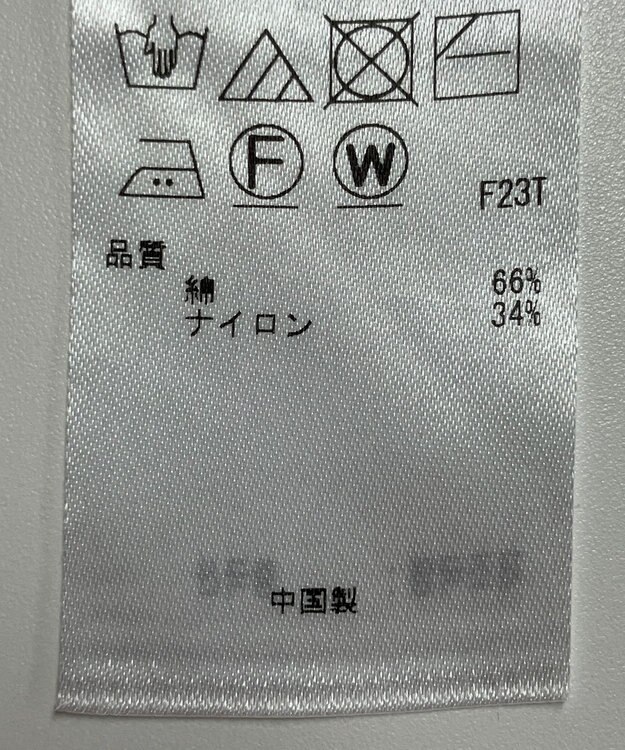 F W
F23T
品質
綿 66%
ナイロン 34%
中国製